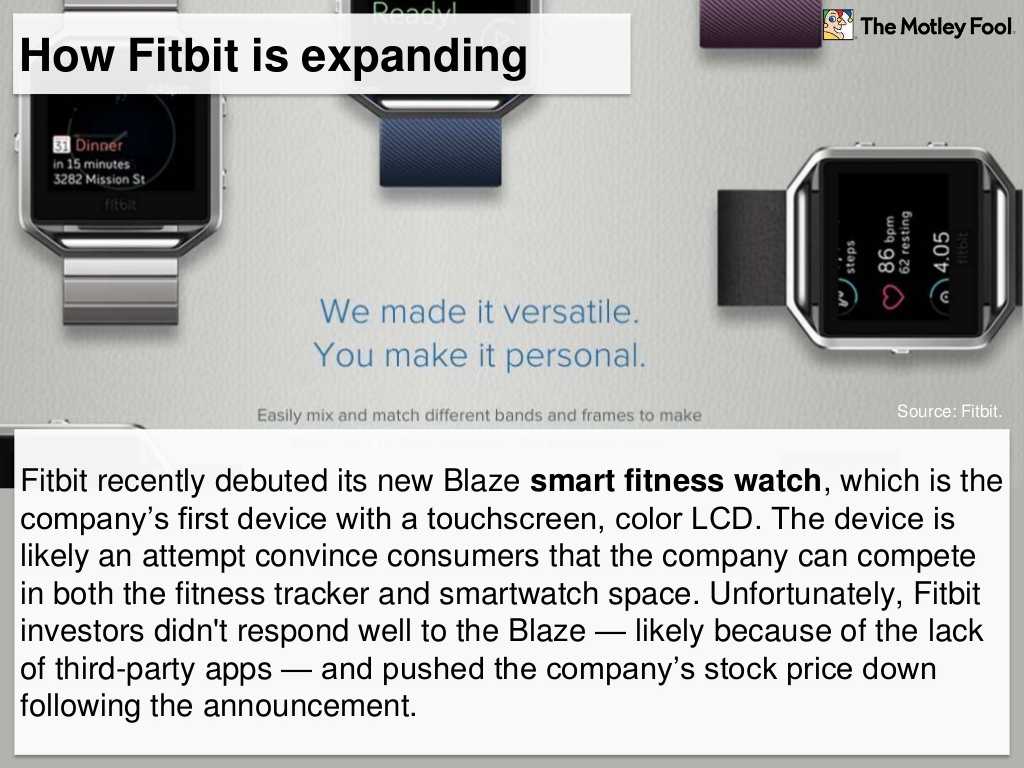 Ready!
The Motley Fool
How Fitbit is expanding
31 Dinner
in 15 minutes
3282 Mission St
fitbit
steps
86 bpm
62 resting
4.05
fitbit
We made it versatile.
You make it personal.
Easily mix and match different bands and frames to make
Source: Fitbit.
Fitbit recently debuted its new Blaze smart fitness watch, which is the
company’s first device with a touchscreen, color LCD. The device is
likely an attempt convince consumers that the company can compete
in both the fitness tracker and smartwatch space. Unfortunately, Fitbit
investors didn't respond well to the Blaze — likely because of the lack
of third-party apps — and pushed the company’s stock price down
following the announcement.